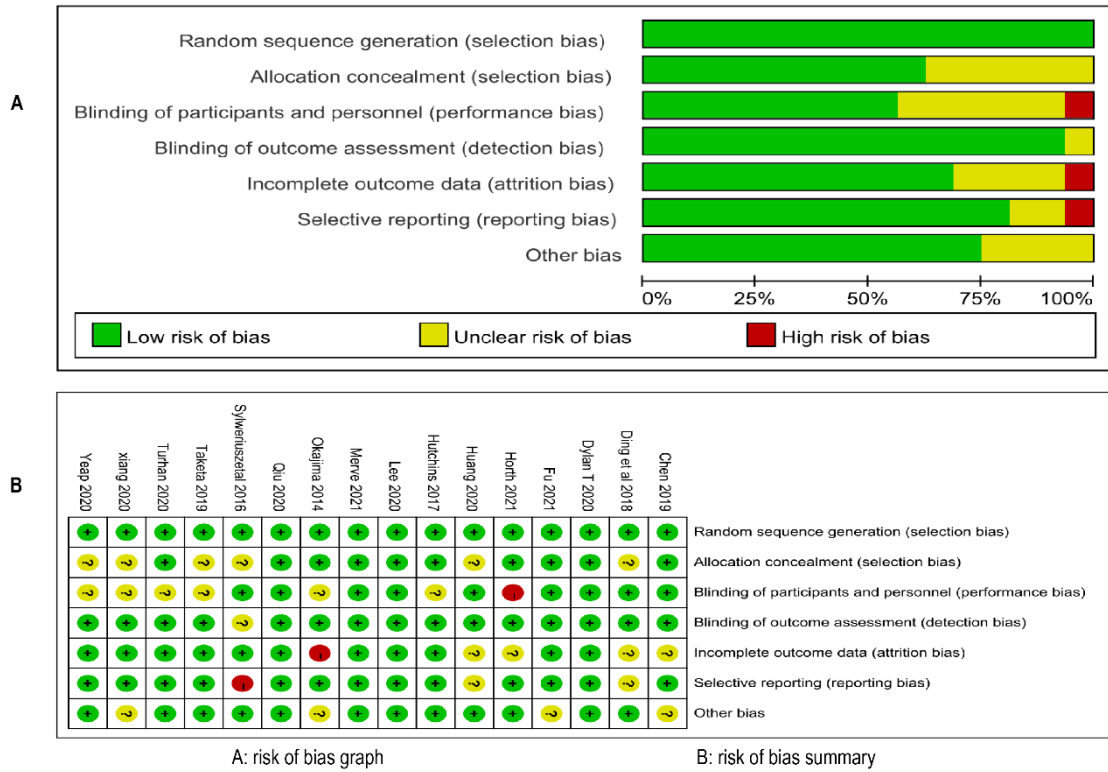 A
Random sequence generation (selection bias)
Allocation concealment (selection bias)
Blinding of participants and personnel (performance bias)
Blinding of outcome assessment (detection bias)
Incomplete outcome data (attrition bias)
Selective reporting (reporting bias)
Other bias
0% 25% 50% 75% 100%
Low risk of bias Unclear risk of bias High risk of bias
B
Yeap 2020
xiang 2020
Turhan 2020
Taketa 2019
Sylweriuszetal 2016
Qiu 2020
Okajima 2014
Merve 2021
Lee 2020
Hutchins 2017
Huang 2020
Horth 2021
Fu 2021
Dylan T 2020
Ding et al 2018
Chen 2019
+ + + + + + + + + + + + + + + + Random sequence generation (selection bias)
? ? + ? ? + + + + + ? + + + ? + Allocation concealment (selection bias)
? ? ? ? + + ? + + ? + - + + + + Blinding of participants and personnel (performance bias)
+ + + + ? + + + + + + + + + + + Blinding of outcome assessment (detection bias)
+ + + + + + - + + + ? ? + + ? ? Incomplete outcome data (attrition bias)
+ + + + - + + + + + ? + + + ? + Selective reporting (reporting bias)
+ ? + + + + ? + + + + + ? + + ? Other bias
A: risk of bias graph B: risk of bias summary